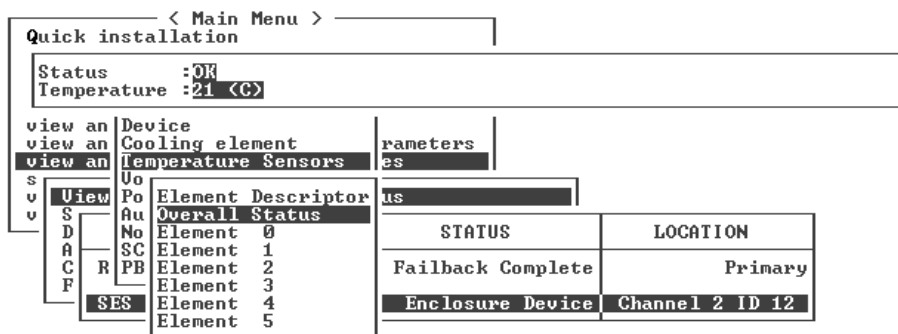 < Main Menu >
Quick installation
Status :OK
Temperature :21 (C)
view an Device
view an Cooling element rameters
view an Temperature Sensors es
s Vo
v View Po Element Descriptor us
v S Au Overall Status
D No Element 0 STATUS LOCATION
A SC Element 1
C R PB Element 2 Failback Complete Primary
F Element 3
SES Element 4 Enclosure Device Channel 2 ID 12
Element 5